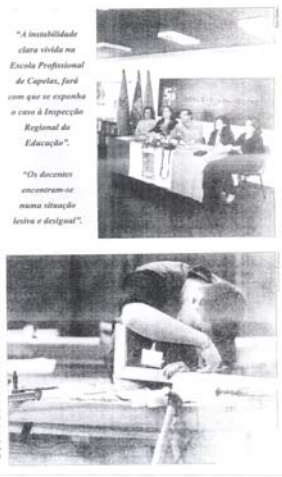 “A instabilidade
clara vivida na
Escola Profissional
de Capelas, fará
com que se exponha
o caso à Inspecção
Regional da
Educação”.
“Os docentes
encontram-se
numa situação
lesiva e desigual”.